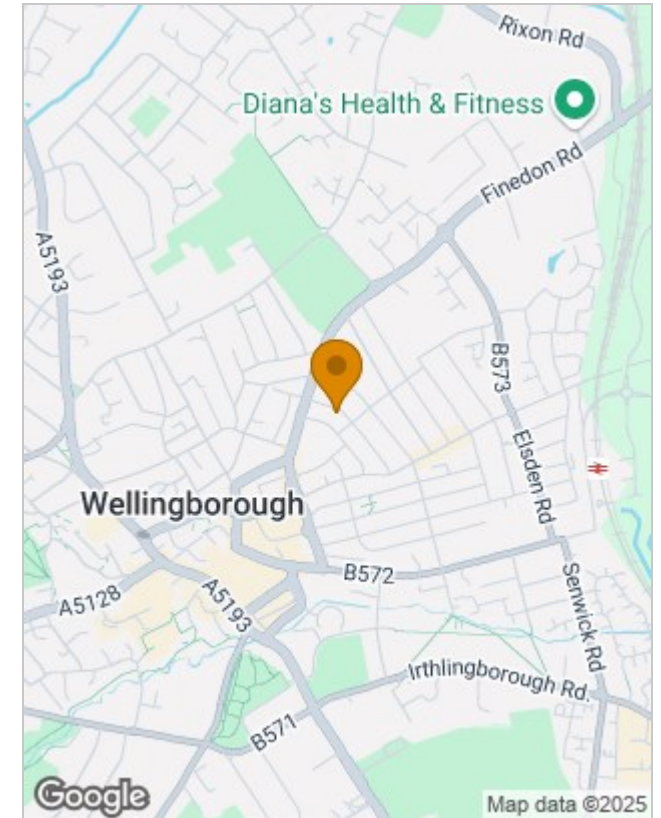 Rixon Rd
Diana's Health & Fitness
Finedon Rd
A5193
B573
Elsden Rd
Wellingborough
B572
A5128
A5193
Senwick Rd
Irthlingborough Rd.
B571
Google
Map data ©2025